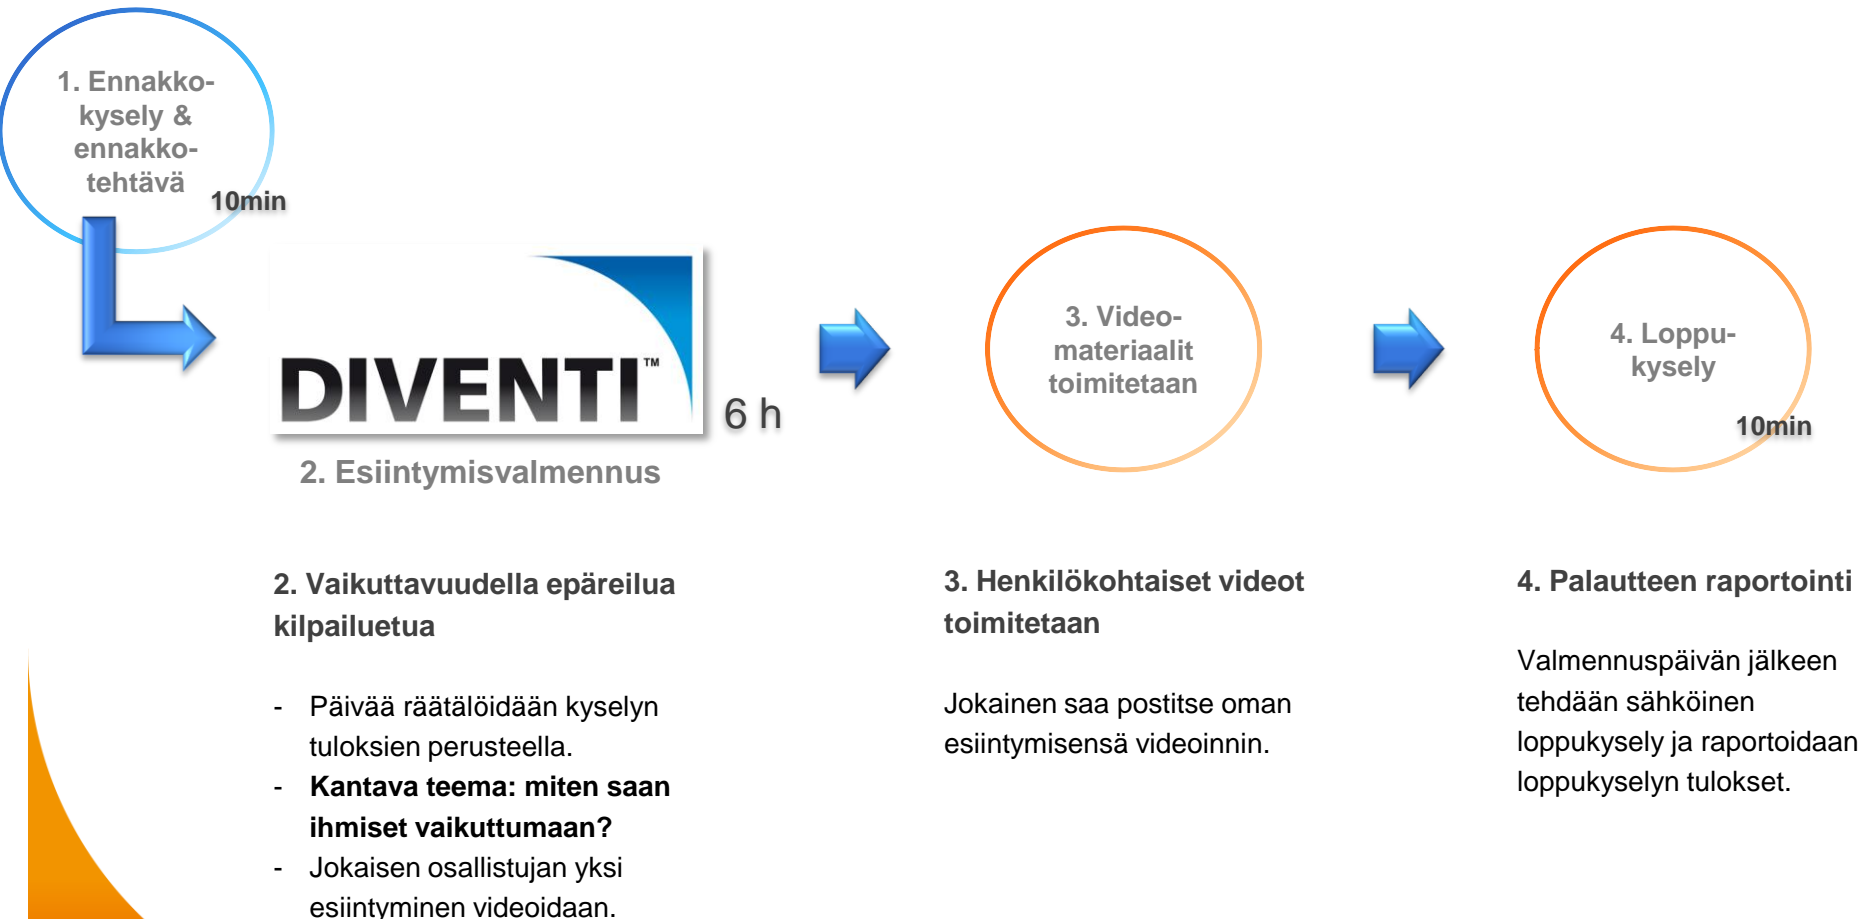 1. Ennakko-
kysely &
ennakko-
tehtävä
10min
DIVENTI™
6 h
2. Esiintymisvalmennus
3. Video-
materiaalit
toimitetaan
4. Loppu-
kysely
10min
2. Vaikuttavuudella epäreilua
kilpailuetua
- Päivää räätälöidään kyselyn
tuloksien perusteella.
- Kantava teema: miten saan
ihmiset vaikuttumaan?
- Jokaisen osallistujan yksi
esiintyminen videoidaan.
3. Henkilökohtaiset videot
toimitetaan
Jokainen saa postitse oman
esiintymisensä videoinnin.
4. Palautteen raportointi
Valmennuspäivän jälkeen
tehdään sähköinen
loppukysely ja raportoidaan
loppukyselyn tulokset.